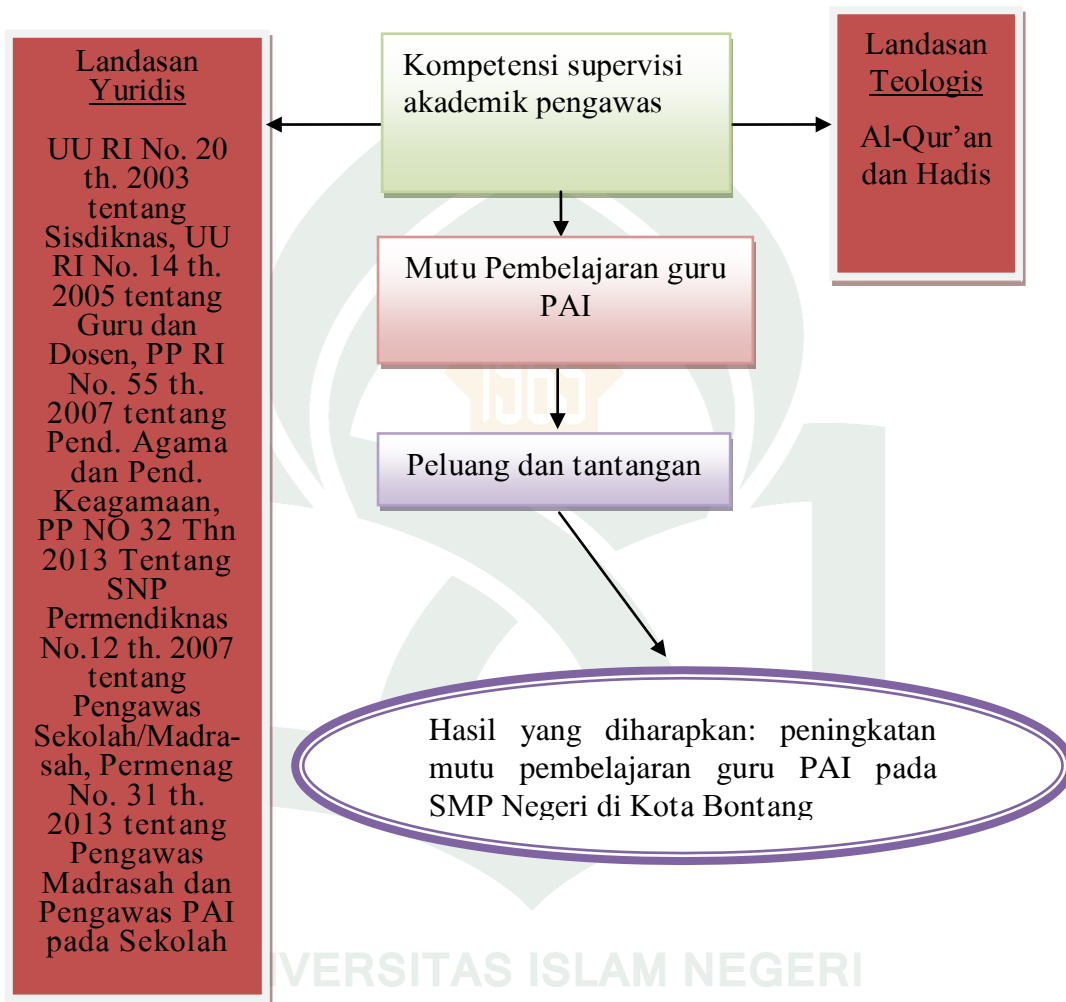 Landasan
Yuridis
UU RI No. 20
th. 2003
tentang
Sisdiknas, UU
RI No. 14 th.
2005 tentang
Guru dan
Dosen, PP RI
No. 55 th.
2007 tentang
Pend. Agama
dan Pend.
Keagamaan,
PP NO 32 Thn
2013 Tentang
SNP
Permendiknas
No.12 th. 2007
tentang
Pengawas
Sekolah/Madra-
sah, Permenag
No. 31 th.
2013 tentang
Pengawas
Madrasah dan
Pengawas PAI
pada Sekolah
Kompetensi supervisi
akademik pengawas
Landasan
Teologis
Al-Qur’an
dan Hadis
Mutu Pembelajaran guru
PAI
Peluang dan tantangan
Hasil yang diharapkan: peningkatan
mutu pembelajaran guru PAI pada
SMP Negeri di Kota Bontang
IVERSITAS ISLAM NEGERI